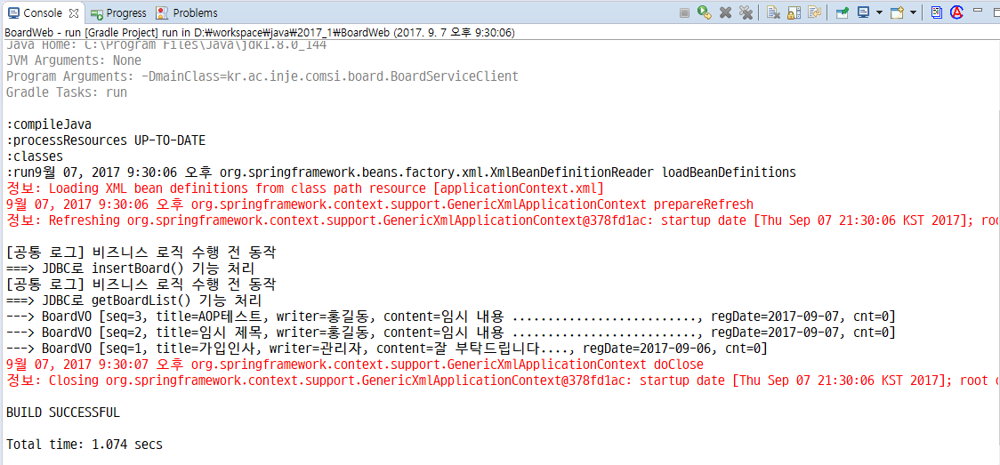 Console Progress Problems
BoardWeb - run [Gradle Project] run in D:₩workspace₩java₩2017_1₩BoardWeb (2017. 9. 7 오후 9:30:06)
Java Home: C:\Program Files\Java\jdk1.8.0_144
JVM Arguments: None
Program Arguments: -DmainClass=kr.ac.inje.comsi.board.BoardServiceClient
Gradle Tasks: run
:compileJava
:processResources UP-TO-DATE
:classes
:run9월 07, 2017 9:30:06 오후 org.springframework.beans.factory.xml.XmlBeanDefinitionReader loadBeanDefinitions
정보: Loading XML bean definitions from class path resource [applicationContext.xml]
9월 07, 2017 9:30:06 오후 org.springframework.context.support.GenericXmlApplicationContext prepareRefresh
정보: Refreshing org.springframework.context.support.GenericXmlApplicationContext@378fd1ac: startup date [Thu Sep 07 21:30:06 KST 2017]; roo
[공통 로그] 비즈니스 로직 수행 전 동작
===> JDBC로 insertBoard() 기능 처리
[공통 로그] 비즈니스 로직 수행 전 동작
===> JDBC로 getBoardList() 기능 처리
---> BoardVO [seq=3, title=AOP테스트, writer=홍길동, content=임시 내용 .........................., regDate=2017-09-07, cnt=0]
---> BoardVO [seq=2, title=임시 제목, writer=홍길동, content=임시 내용 .........................., regDate=2017-09-07, cnt=0]
---> BoardVO [seq=1, title=가입인사, writer=관리자, content=잘 부탁드립니다...., regDate=2017-09-06, cnt=0]
9월 07, 2017 9:30:07 오후 org.springframework.context.support.GenericXmlApplicationContext doClose
정보: Closing org.springframework.context.support.GenericXmlApplicationContext@378fd1ac: startup date [Thu Sep 07 21:30:06 KST 2017]; root
BUILD SUCCESSFUL
Total time: 1.074 secs